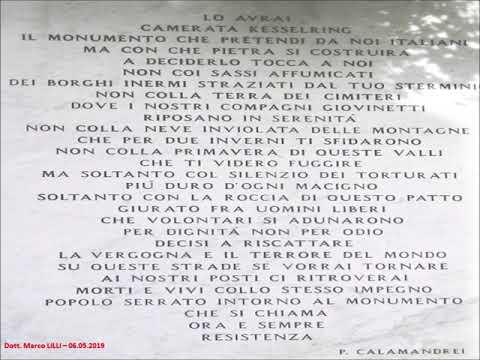 LO AVRAI
CAMERATA KESSELRING
IL MONUMENTO CHE PRETENDI DA NOI ITALIANI
MA CON CHE PIETRA SI COSTRUIRA
A DECIDERLO TOCCA A NOI
NON COI SASSI AFFUMICATI
DEI BORGHI INERMI STRAZIATI DAL TUO STERMINI
NON COLLA TERRA DEI CIMITERI
DOVE I NOSTRI COMPAGNI GIOVINETTI
RIPOSANO IN SERENITÁ
NON COLLA NEVE INVIOLATA DELLE MONTAGNE
CHE PER DUE INVERNI TI SFIDARONO
NON COLLA PRIMAVERA DI QUESTE VALLI
CHE TI VIDERO FUGGIRE
MA SOLTANTO COL SILENZIO DEI TORTURATI
PIÚ DURO D'OGNI MACIGNO
SOLTANTO CON LA ROCCIA DI QUESTO PATTO
GIURATO FRA UOMINI LIBERI
CHE VOLONTARI SI ADUNARONO
PER DIGNITÁ NON PER ODIO
DECISI A RISCATTARE
LA VERGOGNA E IL TERRORE DEL MONDO
SU QUESTE STRADE SE VORRAI TORNARE
AI NOSTRI POSTI CI RITROVERAI
MORTI E VIVI COLLO STESSO IMPEGNO
POPOLO SERRATO INTORNO AL MONUMENTO
CHE SI CHIAMA
ORA E SEMPRE
RESISTENZA
P. CALAMANDREI
Dott. Marco LILLI – 06.05.2019